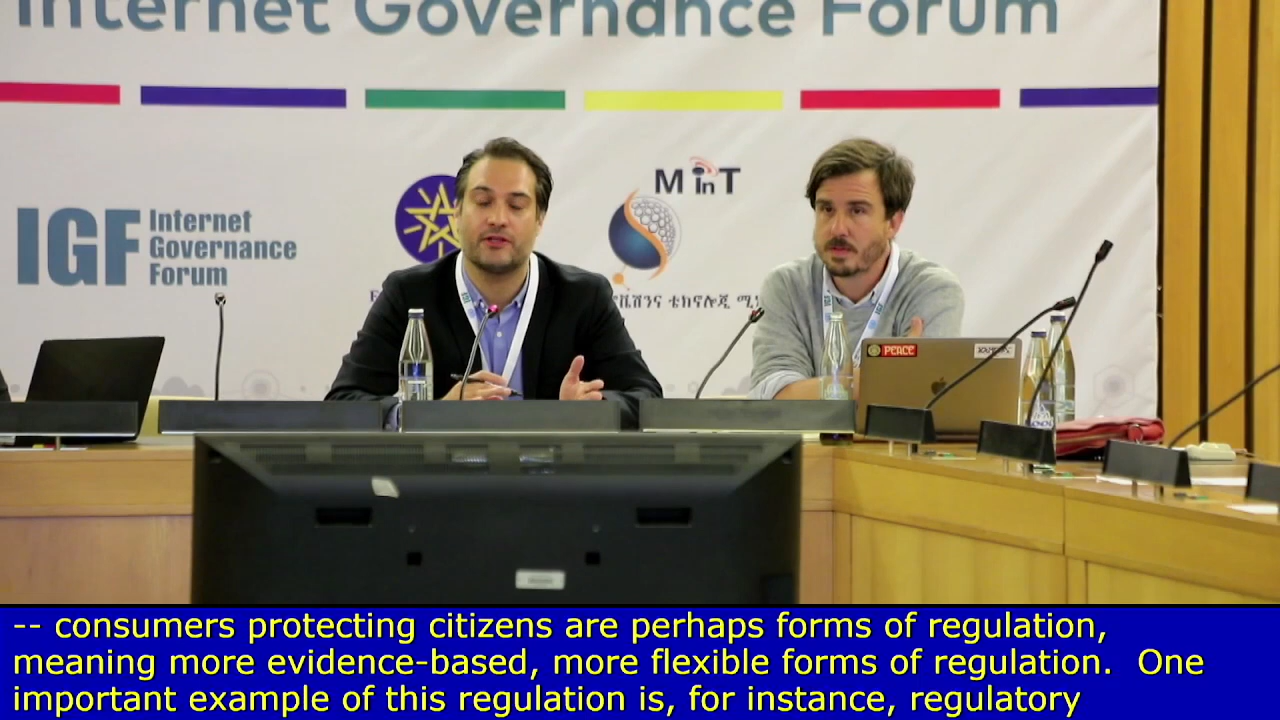 Internet Governance Forum
MinT
IGF Internet
Governance
Forum
ቴክኖሎጂ
PEACE
-- consumers protecting citizens are perhaps forms of regulation,
meaning more evidence-based, more flexible forms of regulation.  One
important example of this regulation is, for instance, regulatory